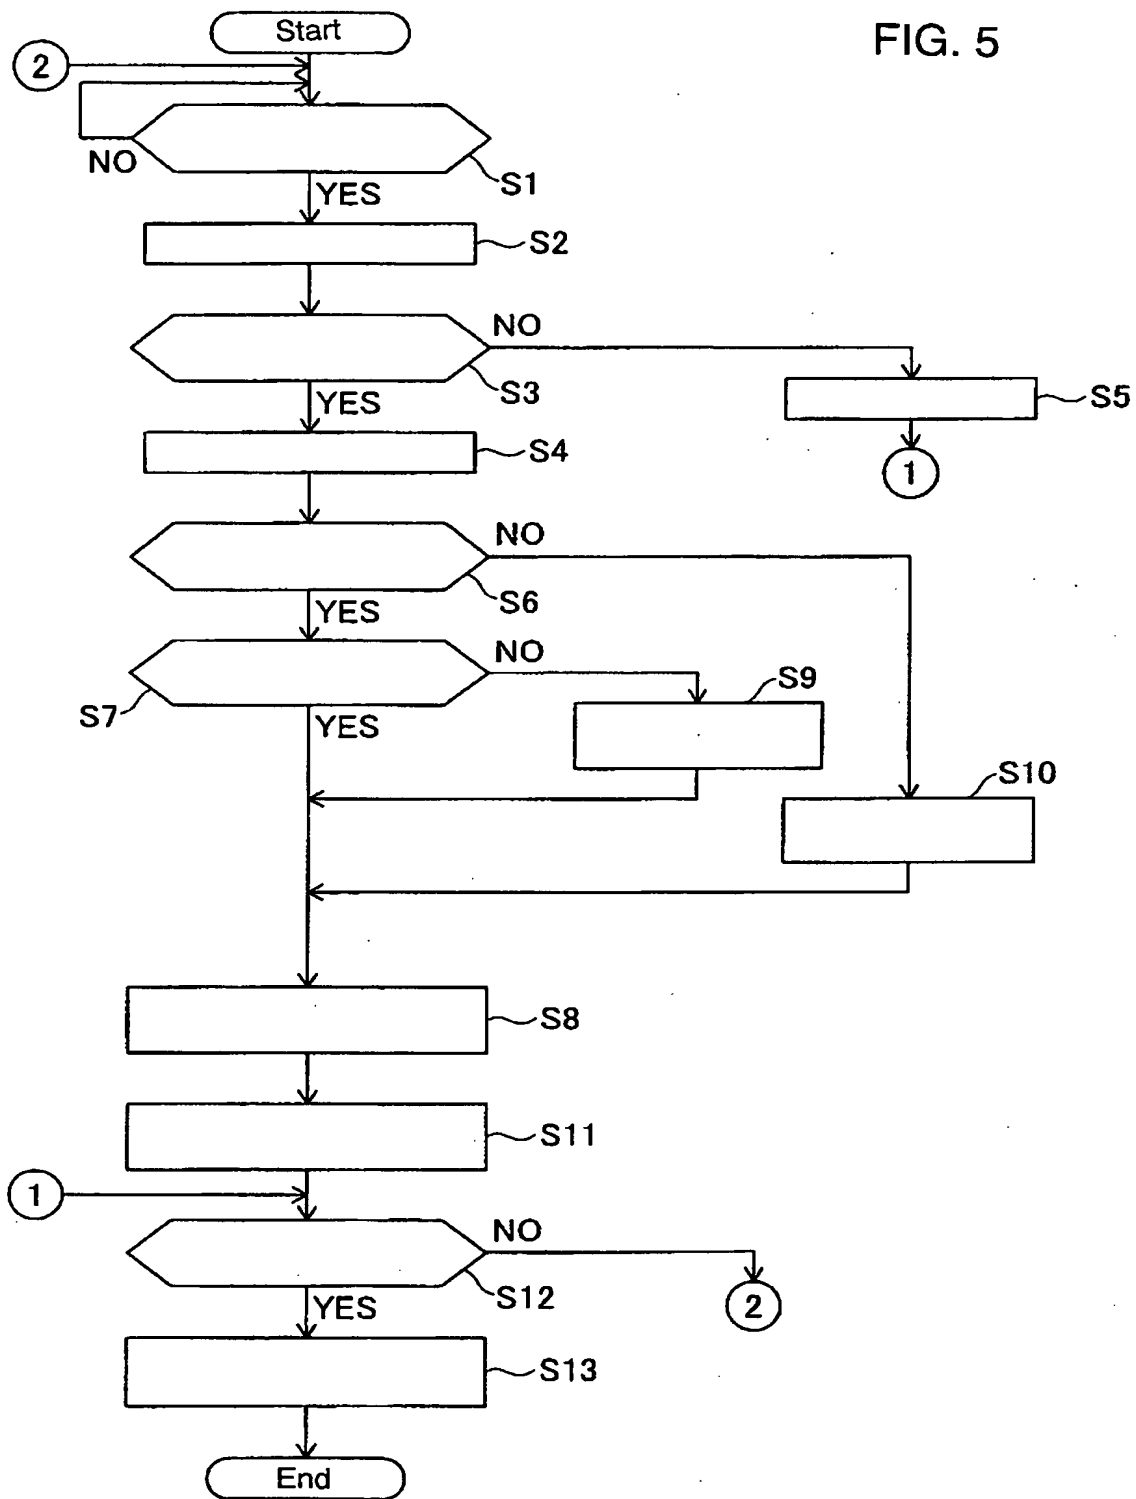 FIG. 5
Start
2
NO
S1
YES
S2
NO
S3
YES
S5
S4
1
NO
S6
YES
NO
S9
S7
YES
S10
S8
S11
1
NO
S12
2
YES
S13
End